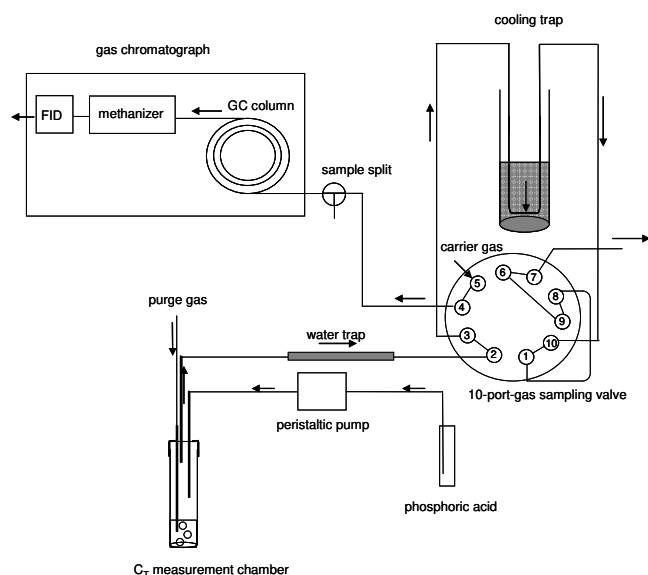 cooling trap
gas chromatograph
FID
methanizer
GC column
sample split
carrier gas
6
7
5
8
4
9
3
10
2
1
purge gas
water trap
10-port-gas sampling valve
peristaltic pump
phosphoric acid
C_T measurement chamber